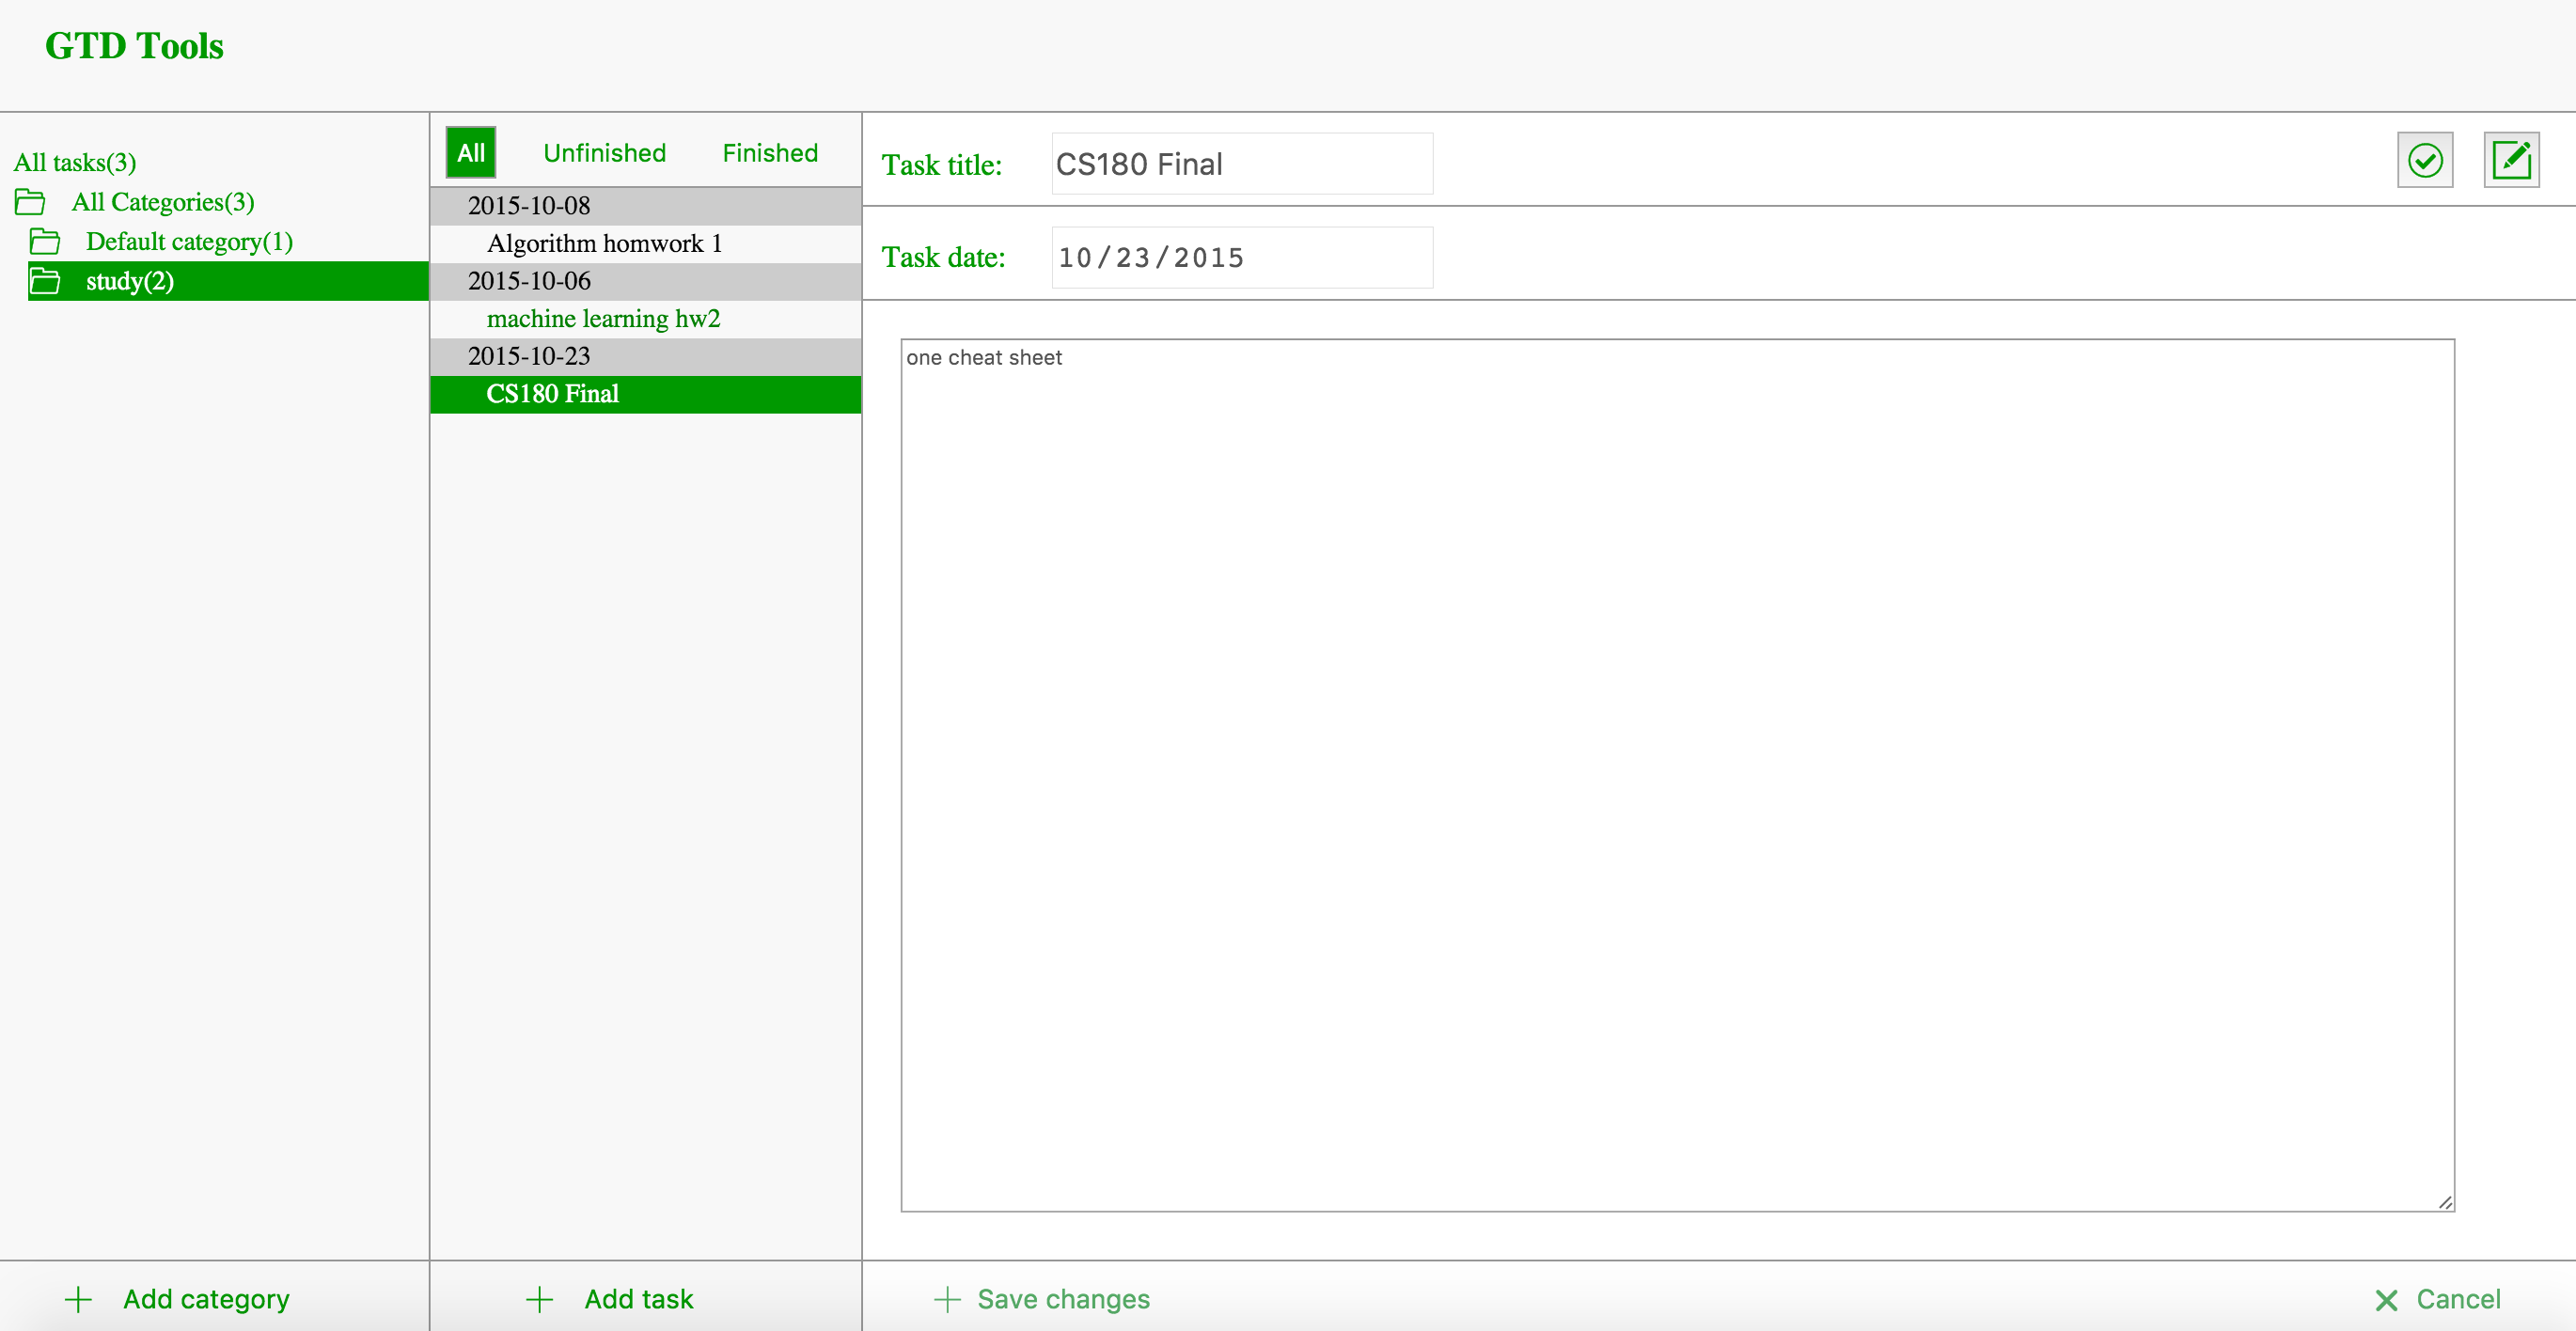 GTD Tools
All tasks(3)
All Categories(3)
Default category(1)
study(2)
All Unfinished Finished
2015-10-08
Algorithm homwork 1
2015-10-06
machine learning hw2
2015-10-23
CS180 Final
Task title: CS180 Final
Task date: 10/23/2015
one cheat sheet
Add category
Add task
Save changes
Cancel